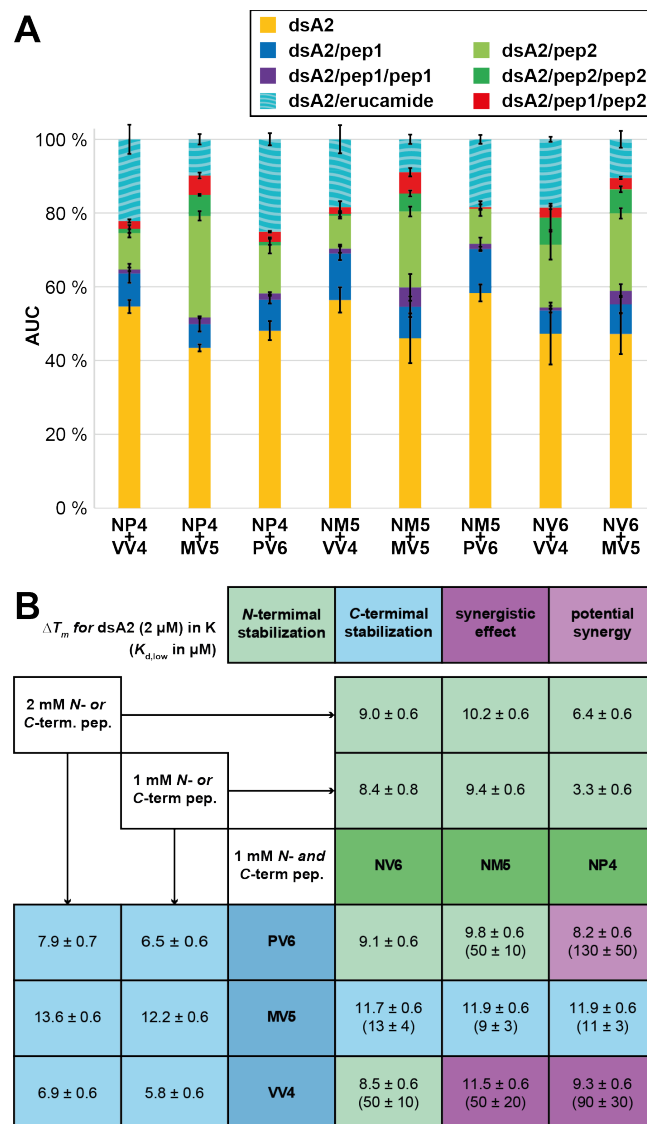 A
dsA2
dsA2/pep1
dsA2/pep2
dsA2/pep1/pep1
dsA2/pep2/pep2
dsA2/erucamide
dsA2/pep1/pep2
100 %
80 %
60 %
40 %
20 %
0 %
AUC
NP4 + VV4
NP4 + MV5
NP4 + PV6
NM5 + VV4
NM5 + MV5
NM5 + PV6
NV6 + VV4
NV6 + MV5
B
ΔTm for dsA2 (2 μM) in K
(Kd,low in μM)
N-termimal stabilization
C-termimal stabilization
synergistic effect
potential synergy
2 mM N- or C-term. pep.
9.0 ± 0.6
10.2 ± 0.6
6.4 ± 0.6
1 mM N- or C-term pep.
8.4 ± 0.8
9.4 ± 0.6
3.3 ± 0.6
1 mM N- and C-term pep.
NV6
NM5
NP4
7.9 ± 0.7
6.5 ± 0.6
PV6
9.1 ± 0.6
9.8 ± 0.6 (50 ± 10)
8.2 ± 0.6 (130 ± 50)
13.6 ± 0.6
12.2 ± 0.6
MV5
11.7 ± 0.6 (13 ± 4)
11.9 ± 0.6 (9 ± 3)
11.9 ± 0.6 (11 ± 3)
6.9 ± 0.6
5.8 ± 0.6
VV4
8.5 ± 0.6 (50 ± 10)
11.5 ± 0.6 (50 ± 20)
9.3 ± 0.6 (90 ± 30)